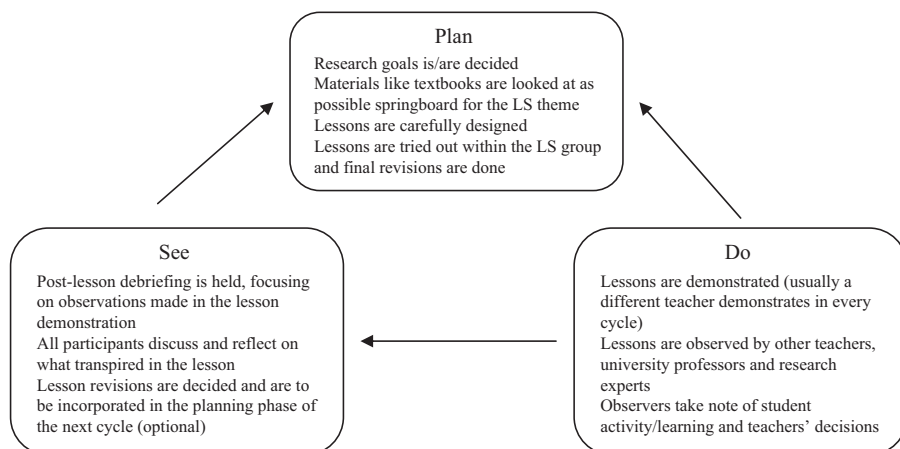 Plan
Research goals is/are decided
Materials like textbooks are looked at as
possible springboard for the LS theme
Lessons are carefully designed
Lessons are tried out within the LS group
and final revisions are done
See
Post-lesson debriefing is held, focusing
on observations made in the lesson
demonstration
All participants discuss and reflect on
what transpired in the lesson
Lesson revisions are decided and are to
be incorporated in the planning phase of
the next cycle (optional)
Do
Lessons are demonstrated (usually a
different teacher demonstrates in every
cycle)
Lessons are observed by other teachers,
university professors and research
experts
Observers take note of student
activity/learning and teachers’ decisions